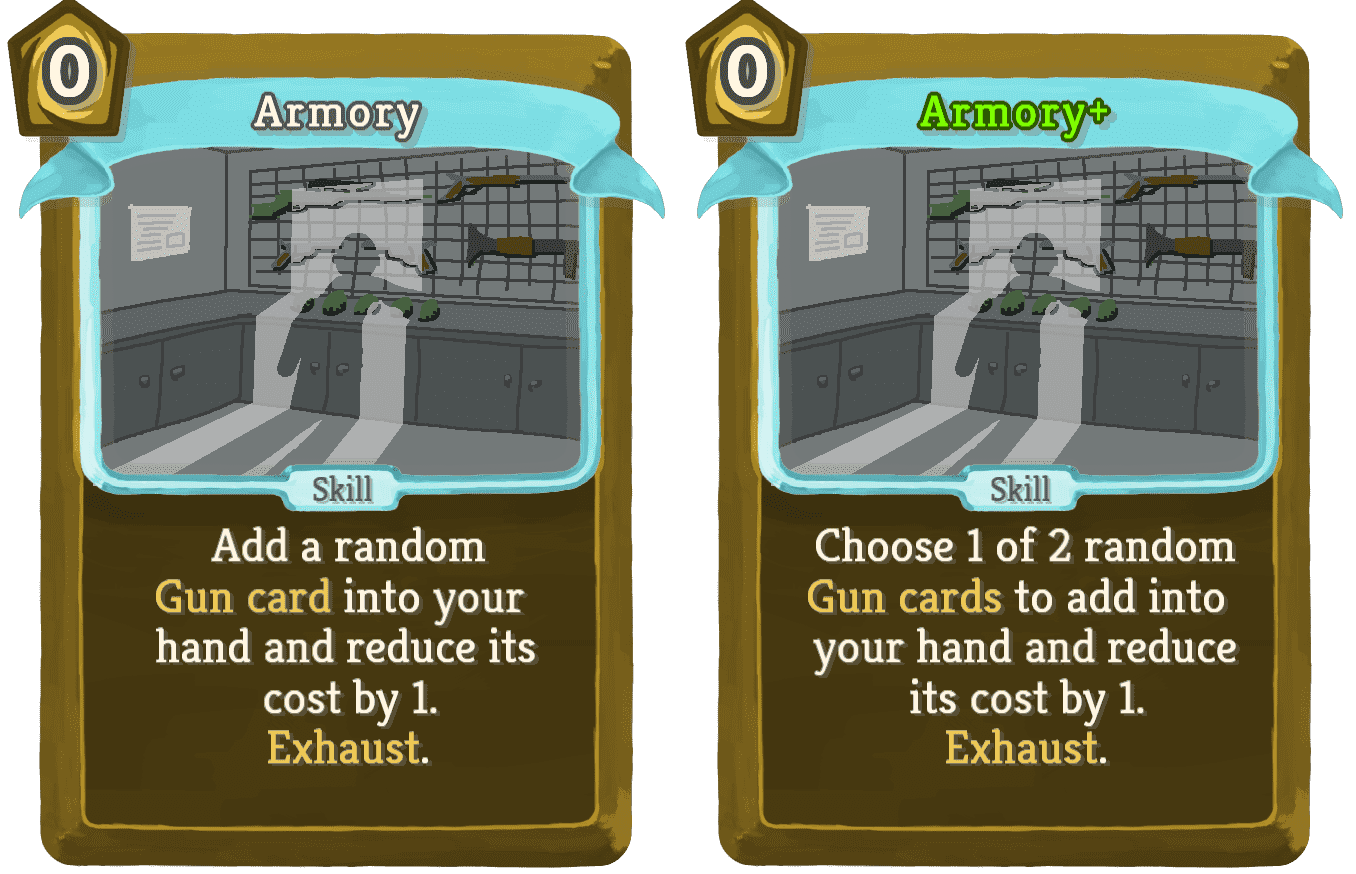 0
Armory
Skill
Add a random
Gun card into your
hand and reduce its
cost by 1.
Exhaust.
0
Armory+
Skill
Choose 1 of 2 random
Gun cards to add into
your hand and reduce
its cost by 1.
Exhaust.